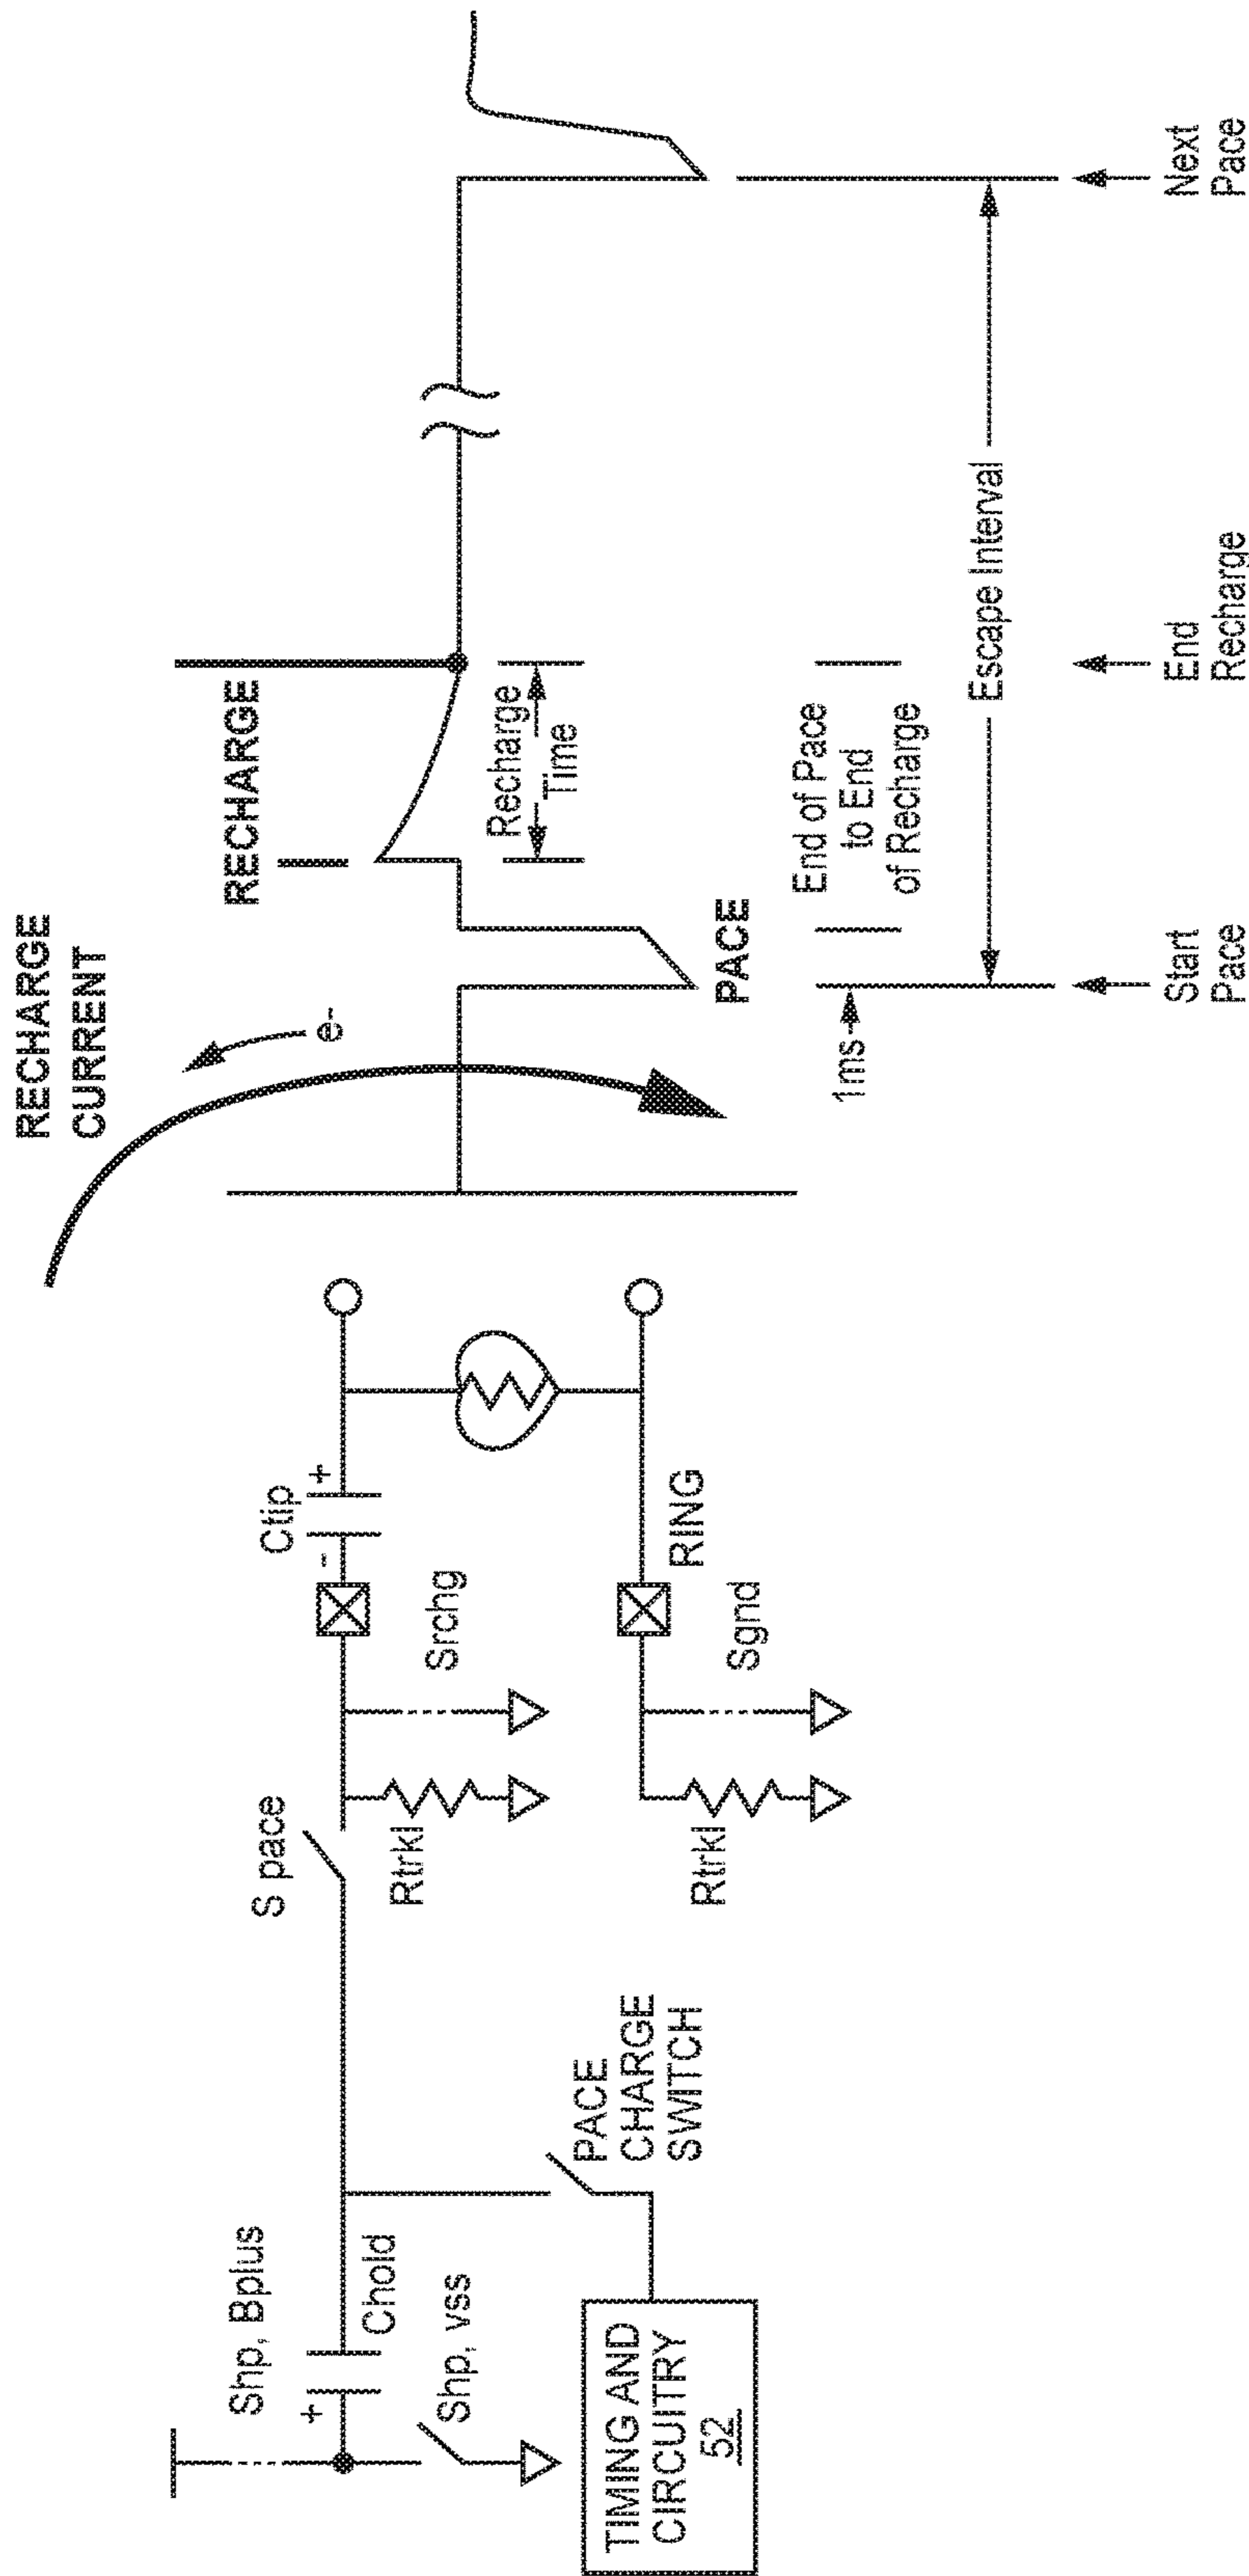 Shp, Bplus
+
Chold
Shp, vss
TIMING AND
CIRCUITRY
52
PACE
CHARGE
SWITCH
S pace
Rtrkl
Srchg
Ctip
-
+
Rtrkl
Sgnd
RING
RECHARGE
CURRENT
e-
RECHARGE
Recharge
Time
PACE
1ms
End of Pace
to End
of Recharge
Escape Interval
Start
Pace
End
Recharge
Next
Pace